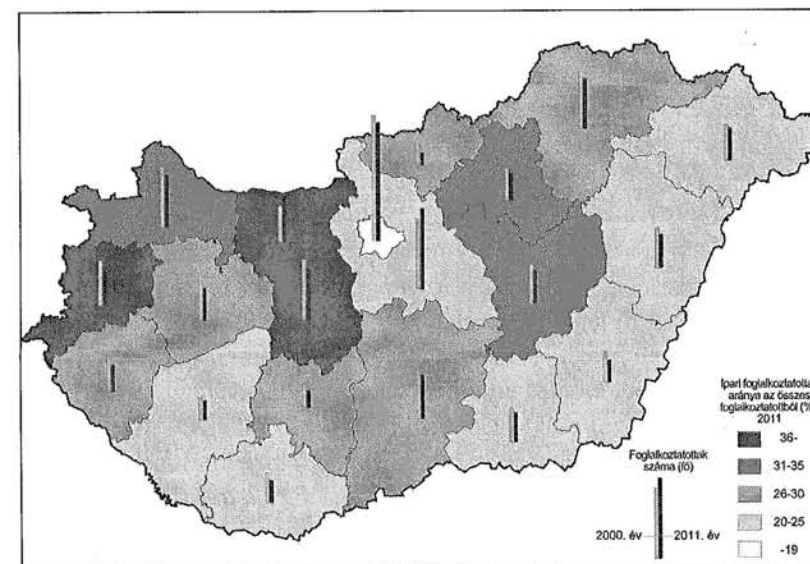 Ipari foglalkoztatotta
aránya az összes
foglalkoztatottból (%
2011
36-
31-35
26-30
20-25
-19
Foglalkoztatottak
száma (fő)
2000. év
2011. év